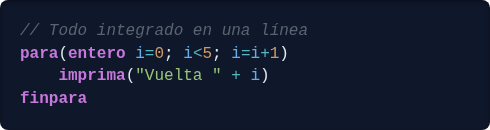 // Todo integrado en una línea
para(entero i=0; i<5; i=i+1)
    imprima("Vuelta " + i)
finpara